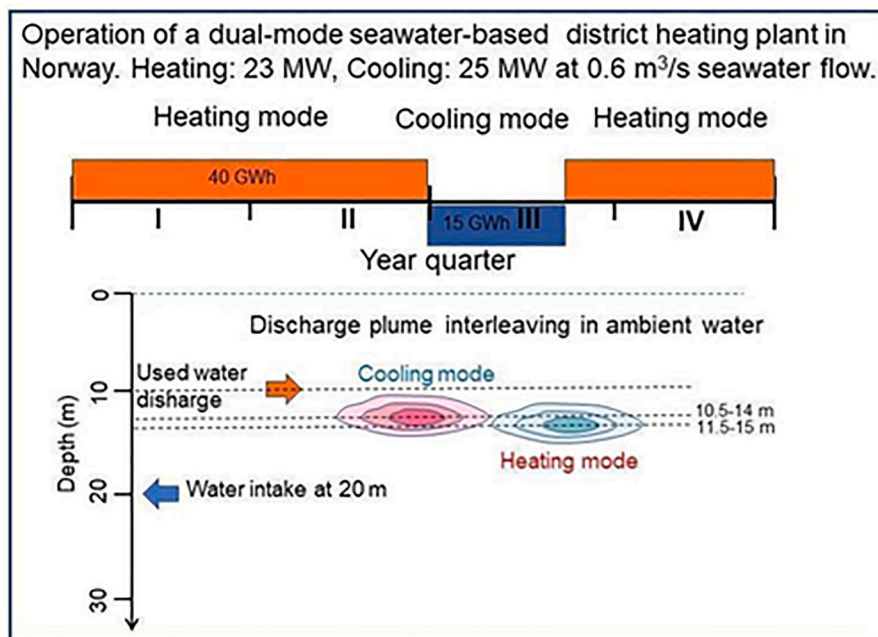 Operation of a dual-mode seawater-based district heating plant in
Norway. Heating: 23 MW, Cooling: 25 MW at 0.6 m³/s seawater flow.
Heating mode
Cooling mode
Heating mode
40 GWh
15 GWh
I
II
III
IV
Year quarter
0
Discharge plume interleaving in ambient water
Used water
disharge
Cooling mode
10
10.5-14 m
11.5-15 m
Heating mode
Depth (m)
20
Water intake at 20 m
30